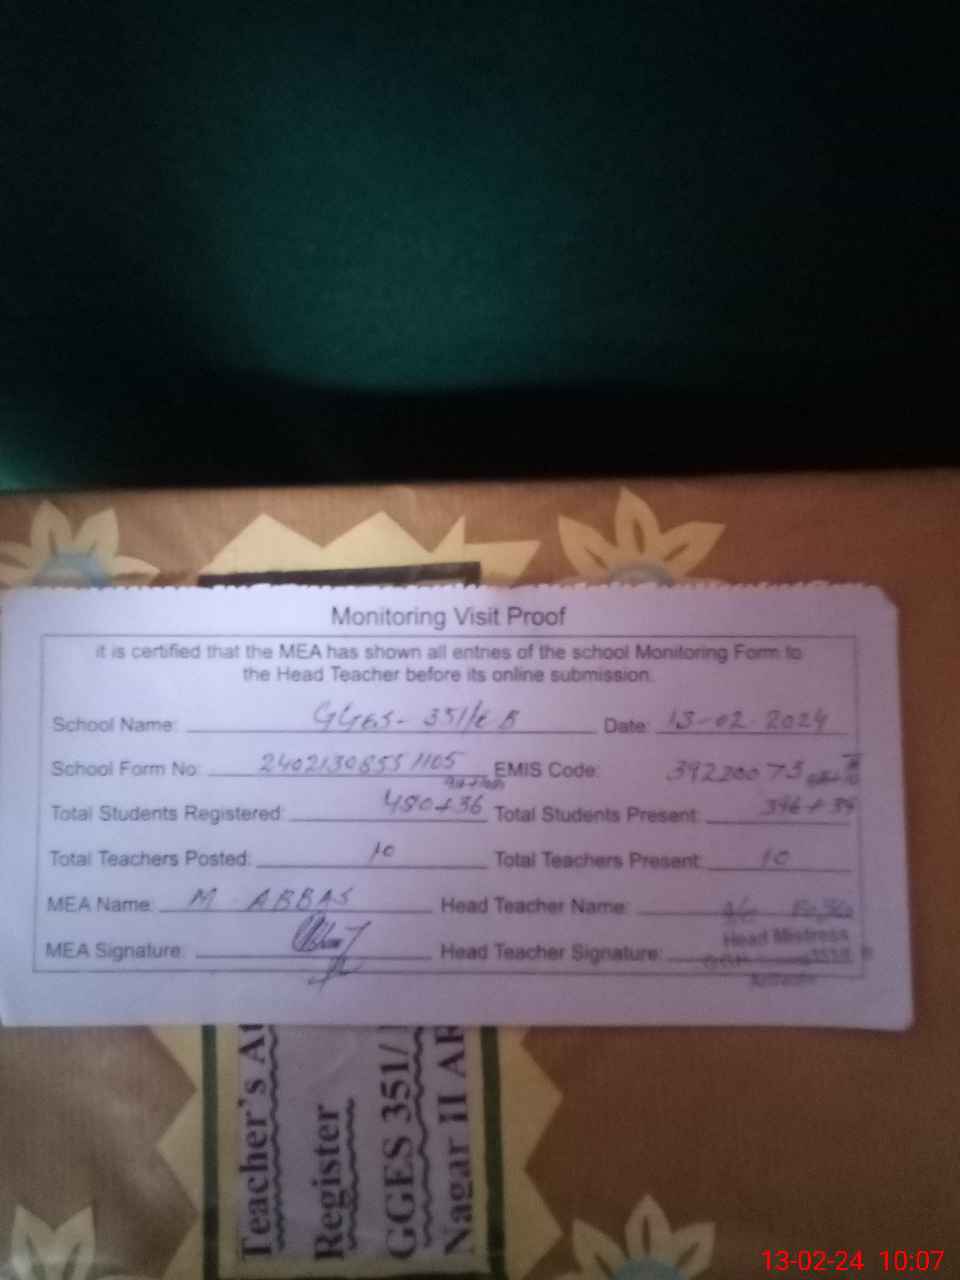 Monitoring Visit Proof
it is certified that the MEA has shown all entries of the school Monitoring Form to
the Head Teacher before its online submission.
School Name: GGES- 351/EB Date: 13-02-2024
School Form No: 24021308551105 EMIS Code: 39220073
Total Students Registered: 480+36 Total Students Present: 346+34
Total Teachers Posted: 10 Total Teachers Present: 10
MEA Name: M. ABBAS Head Teacher Name:
MEA Signature: Head Teacher Signature:
Head Mistress
Teacher's At
Register
GGES 351/
Nagar II AR
13-02-24 10:07